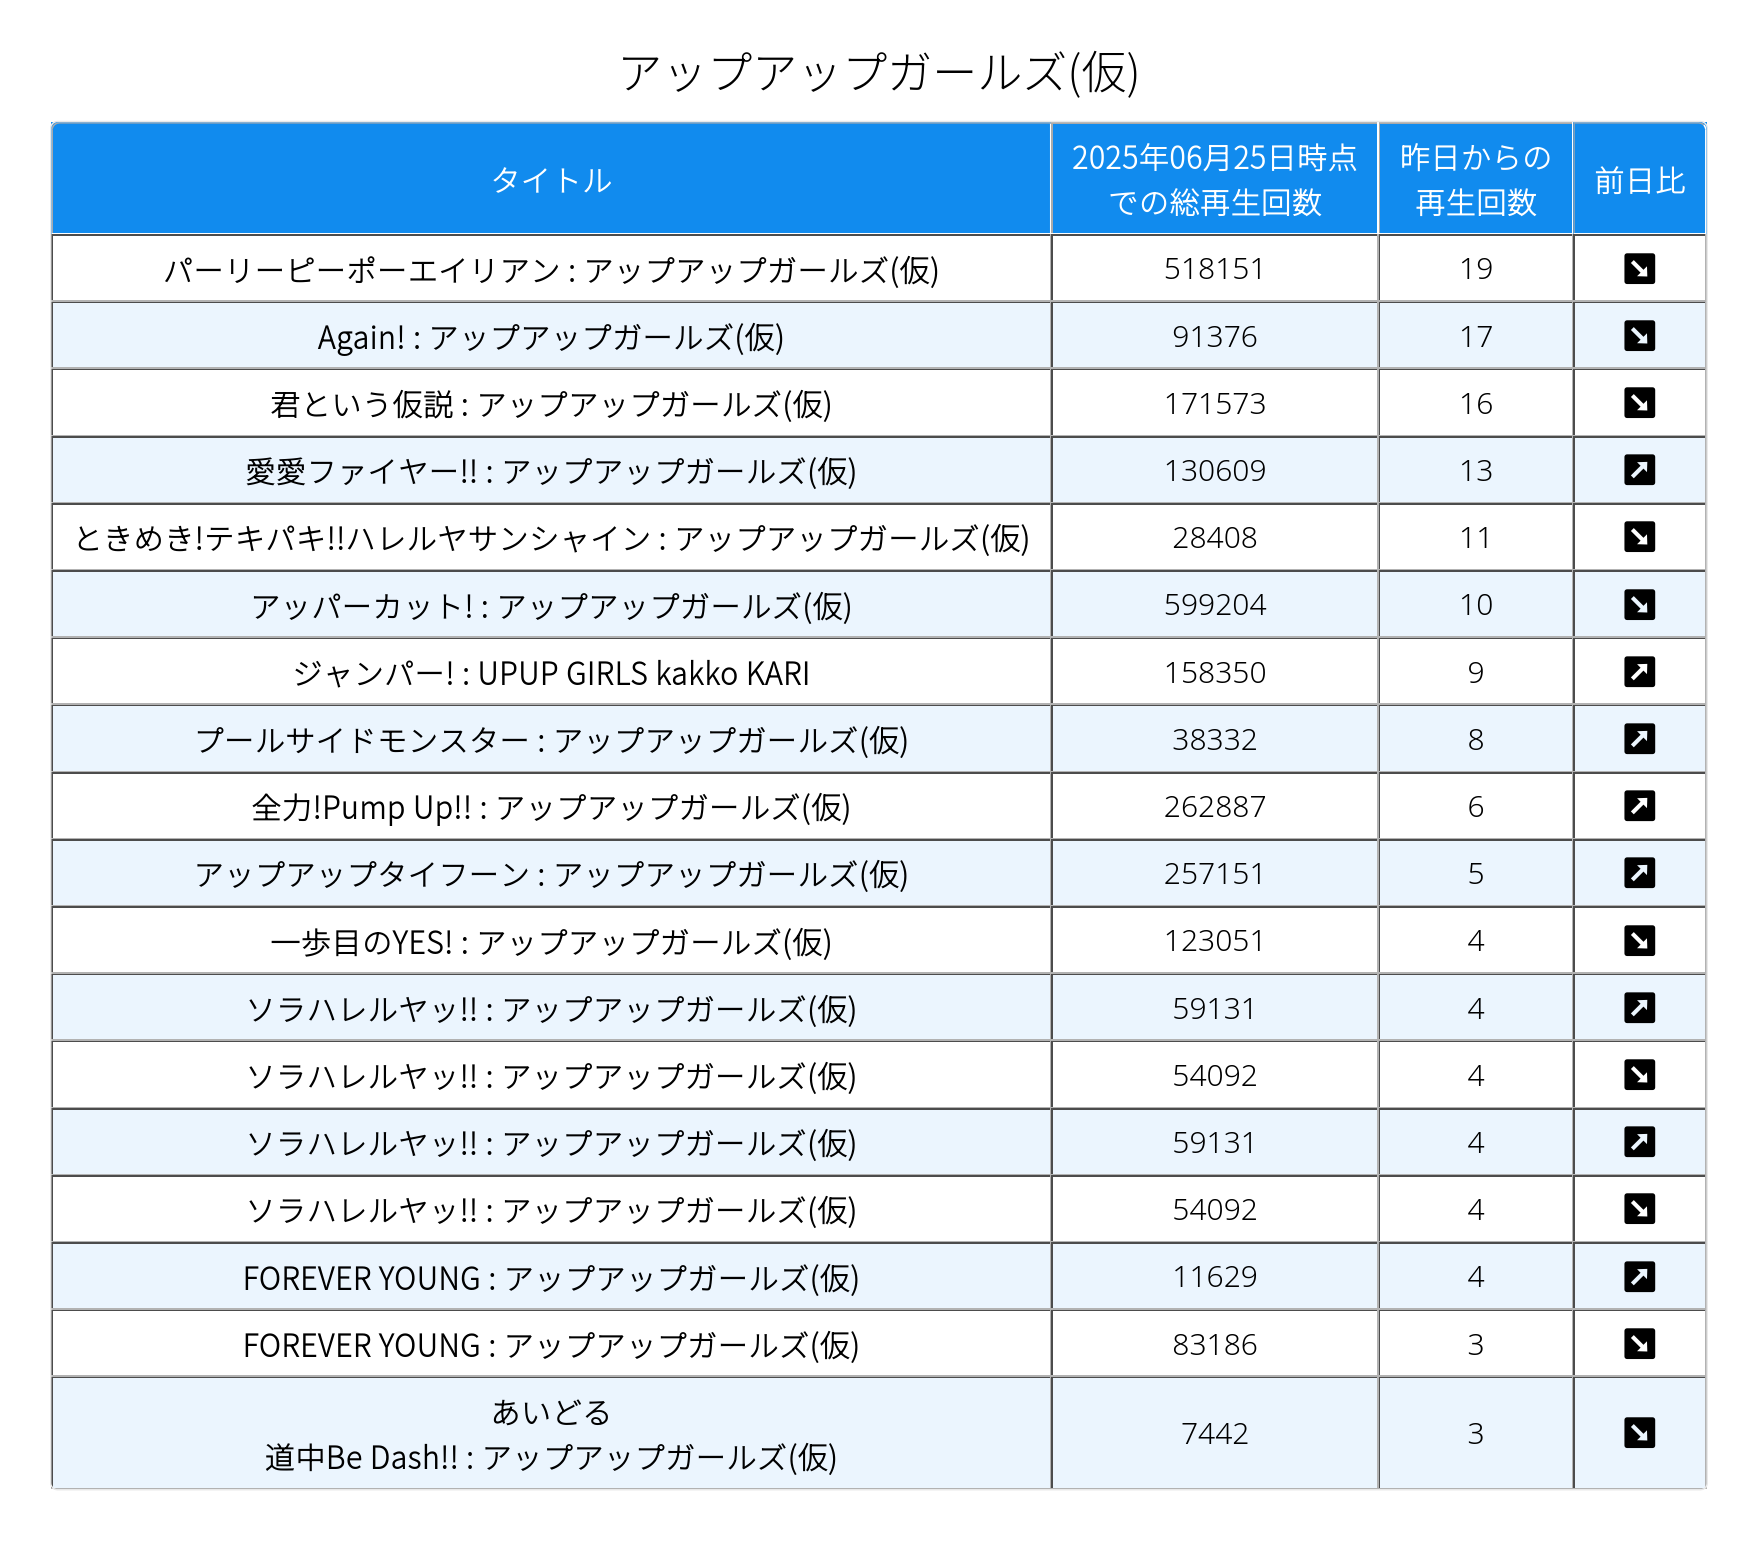 アップアップガールズ(仮)
タイトル 2025年06月25日時点での総再生回数 昨日からの再生回数 前日比
パーリーピーポーエイリアン : アップアップガールズ(仮) 518151 19 ↘
Again! : アップアップガールズ(仮) 91376 17 ↘
君という仮説 : アップアップガールズ(仮) 171573 16 ↘
愛愛ファイヤー!! : アップアップガールズ(仮) 130609 13 ↗
ときめき!テキパキ!!ハレルヤサンシャイン : アップアップガールズ(仮) 28408 11 ↘
アッパーカット! : アップアップガールズ(仮) 599204 10 ↘
ジャンパー! : UPUP GIRLS kakko KARI 158350 9 ↗
プールサイドモンスター : アップアップガールズ(仮) 38332 8 ↗
全力!Pump Up!! : アップアップガールズ(仮) 262887 6 ↗
アップアップタイフーン : アップアップガールズ(仮) 257151 5 ↗
一歩目のYES! : アップアップガールズ(仮) 123051 4 ↘
ソラハレルヤッ!! : アップアップガールズ(仮) 59131 4 ↗
ソラハレルヤッ!! : アップアップガールズ(仮) 54092 4 ↘
ソラハレルヤッ!! : アップアップガールズ(仮) 59131 4 ↗
ソラハレルヤッ!! : アップアップガールズ(仮) 54092 4 ↘
FOREVER YOUNG : アップアップガールズ(仮) 11629 4 ↗
FOREVER YOUNG : アップアップガールズ(仮) 83186 3 ↘
あいどる
道中Be Dash!! : アップアップガールズ(仮) 7442 3 ↘